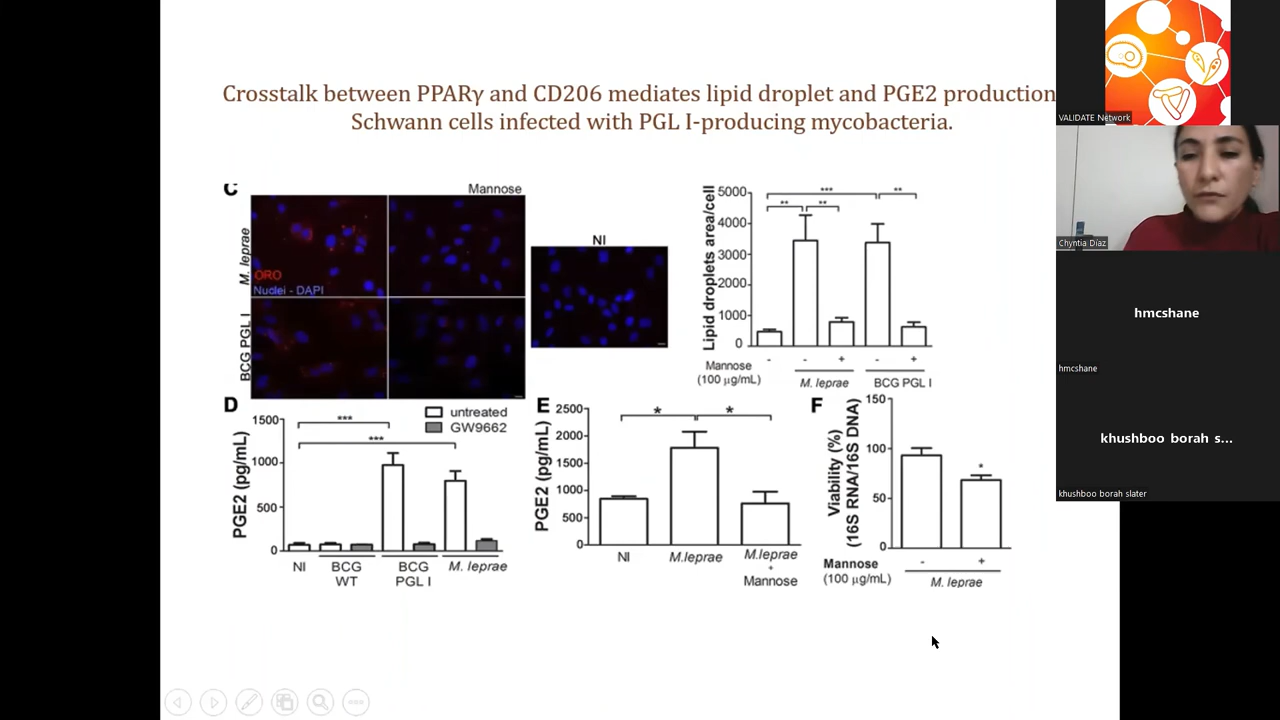 Crosstalk between PPARγ and CD206 mediates lipid droplet and PGE2 production
Schwann cells infected with PGL I-producing mycobacteria.
C
Mannose
M. leprae
ORO
Nuclei - DAPI
BCG PGL I
NI
Lipid droplets area/cell
5000
4000
3000
2000
1000
0
***
**
**
**
Mannose
(100 µg/mL)
- - + - +
M. leprae
BCG PGL I
D
PGE2 (pg/mL)
1500
1000
500
0
***
***
untreated
GW9662
NI
BCG
WT
BCG
PGL I
M. leprae
E
PGE2 (pg/mL)
2500
2000
1500
1000
500
0
*
*
NI
M.leprae
M.leprae
+
Mannose
F
Viability (%)
(16S RNA/16S DNA)
150
100
50
0
*
Mannose
(100 µg/mL)
- +
M. leprae
VALIDATE Network
Chyntia Díaz
hmcshane
hmcshane
khushboo borah s...
khushboo borah slater